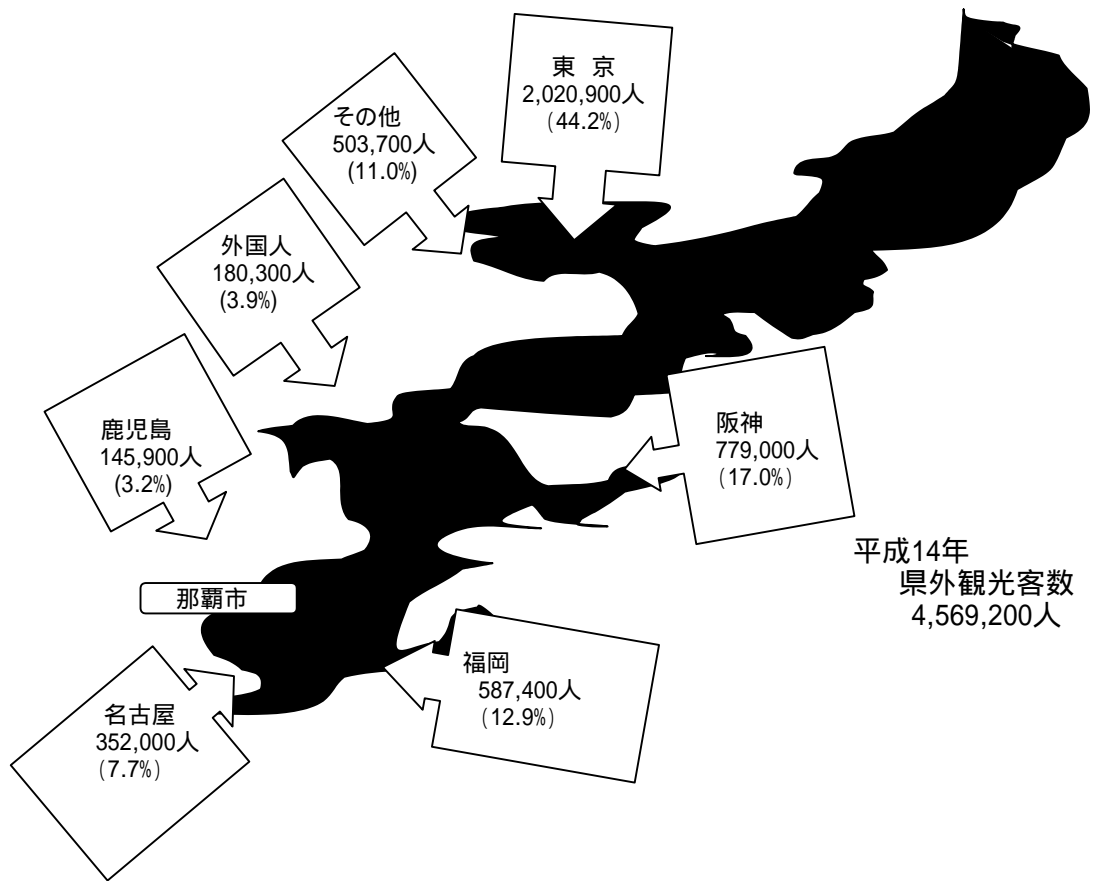 東 京
2,020,900人
(44.2%)
その他
503,700人
(11.0%)
外国人
180,300人
(3.9%)
鹿児島
145,900人
(3.2%)
阪神
779,000人
(17.0%)
平成14年
県外観光客数
4,569,200人
那覇市
福岡
587,400人
(12.9%)
名古屋
352,000人
(7.7%)